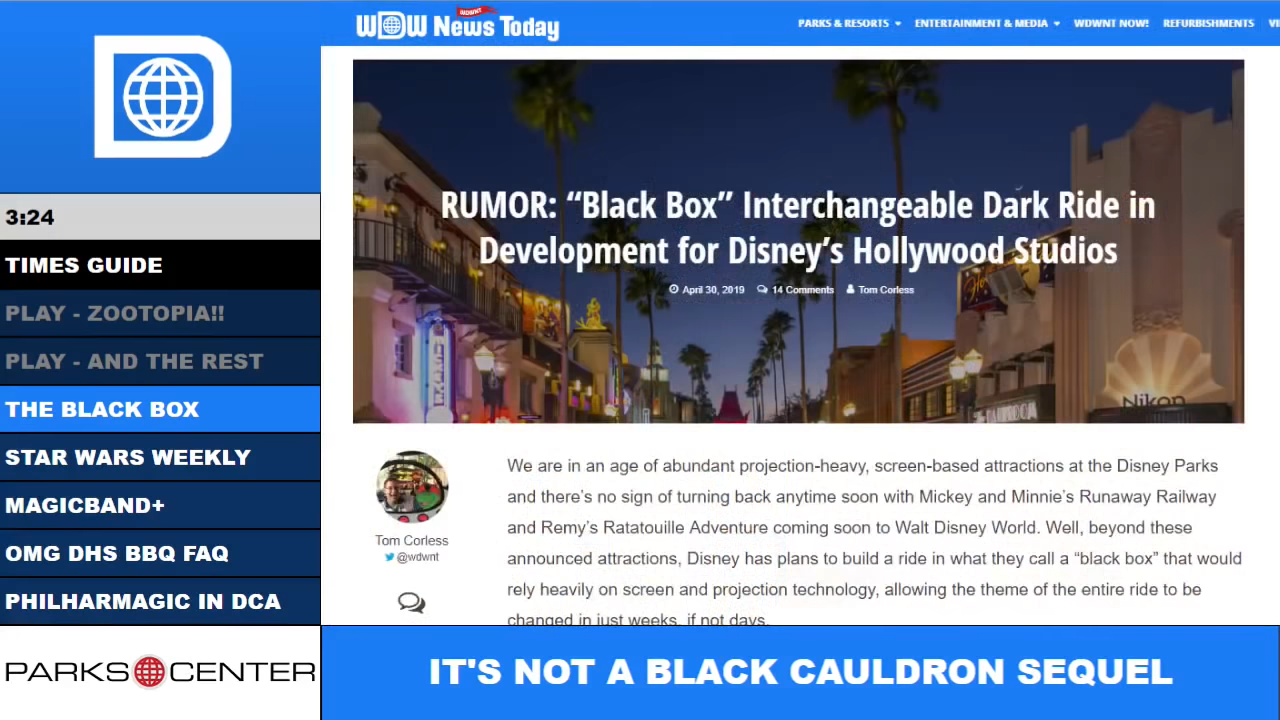 WDWNT
WDW News Today
PARKS & RESORTS
ENTERTAINMENT & MEDIA
WDWNT NOW!
REFURBISHMENTS
3:24
TIMES GUIDE
PLAY - ZOOTOPIA!!
PLAY - AND THE REST
THE BLACK BOX
STAR WARS WEEKLY
MAGICBAND+
OMG DHS BBQ FAQ
PHILHARMAGIC IN DCA
PARKS CENTER
RUMOR: “Black Box” Interchangeable Dark Ride in
Development for Disney’s Hollywood Studios
April 30, 2019 14 Comments Tom Corless
Nikon
Tom Corless
@wdwnt
We are in an age of abundant projection-heavy, screen-based attractions at the Disney Parks
and there’s no sign of turning back anytime soon with Mickey and Minnie’s Runaway Railway
and Remy’s Ratatouille Adventure coming soon to Walt Disney World. Well, beyond these
announced attractions, Disney has plans to build a ride in what they call a “black box” that would
rely heavily on screen and projection technology, allowing the theme of the entire ride to be
changed in just weeks, if not days.
IT'S NOT A BLACK CAULDRON SEQUEL